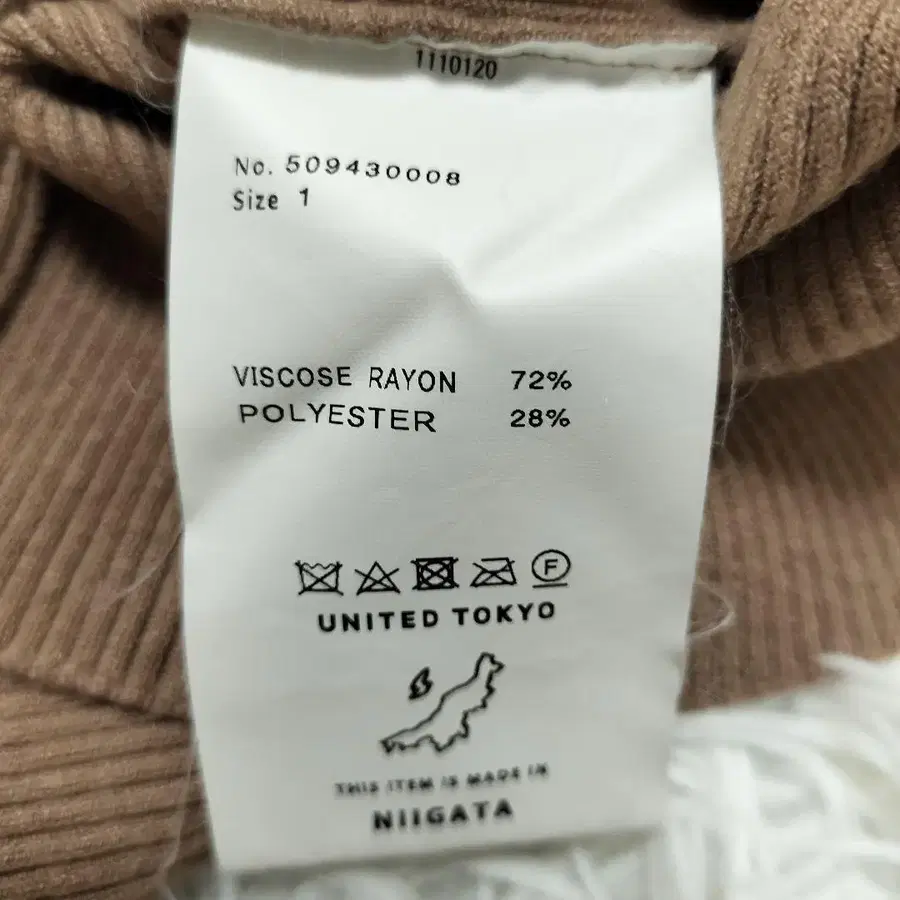 1110120
No. 509430008
Size 1
VISCOSE RAYON 72%
POLYESTER 28%
F
UNITED TOKYO
THIS ITEM IS MADE IN
NIIGATA